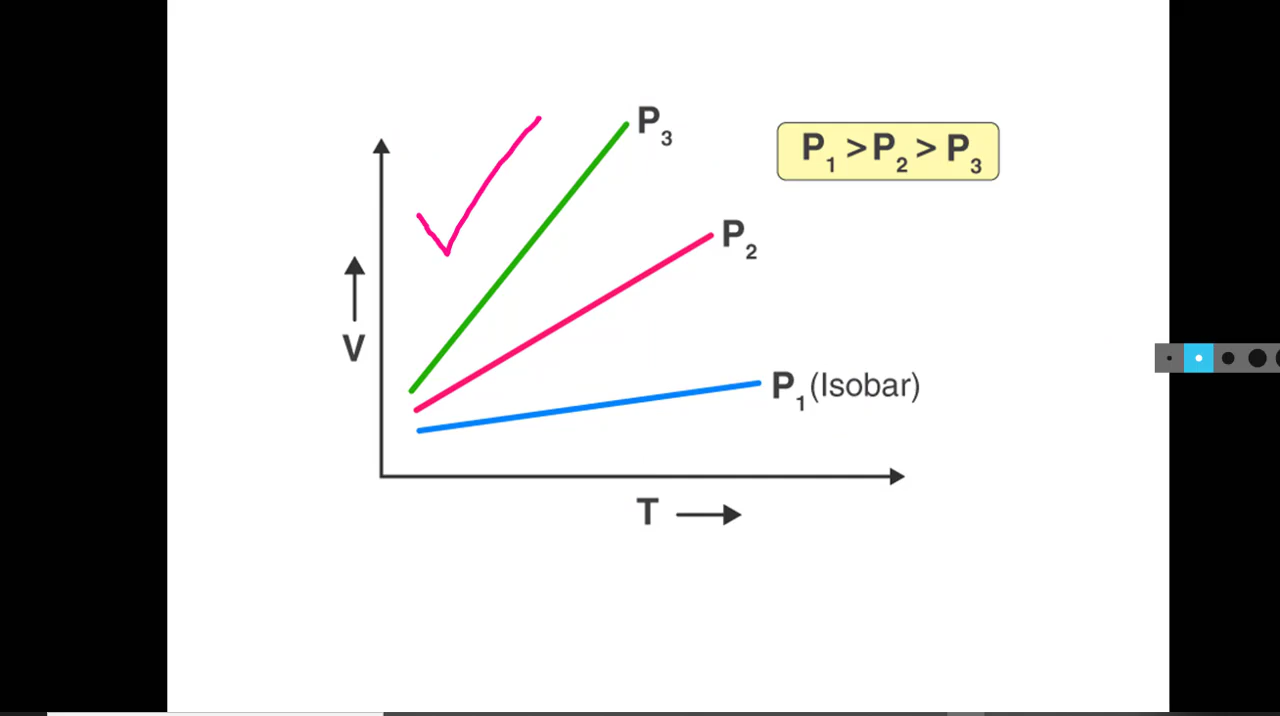 P₃
P₁ > P₂ > P₃
P₂
V
P₁ (Isobar)
T